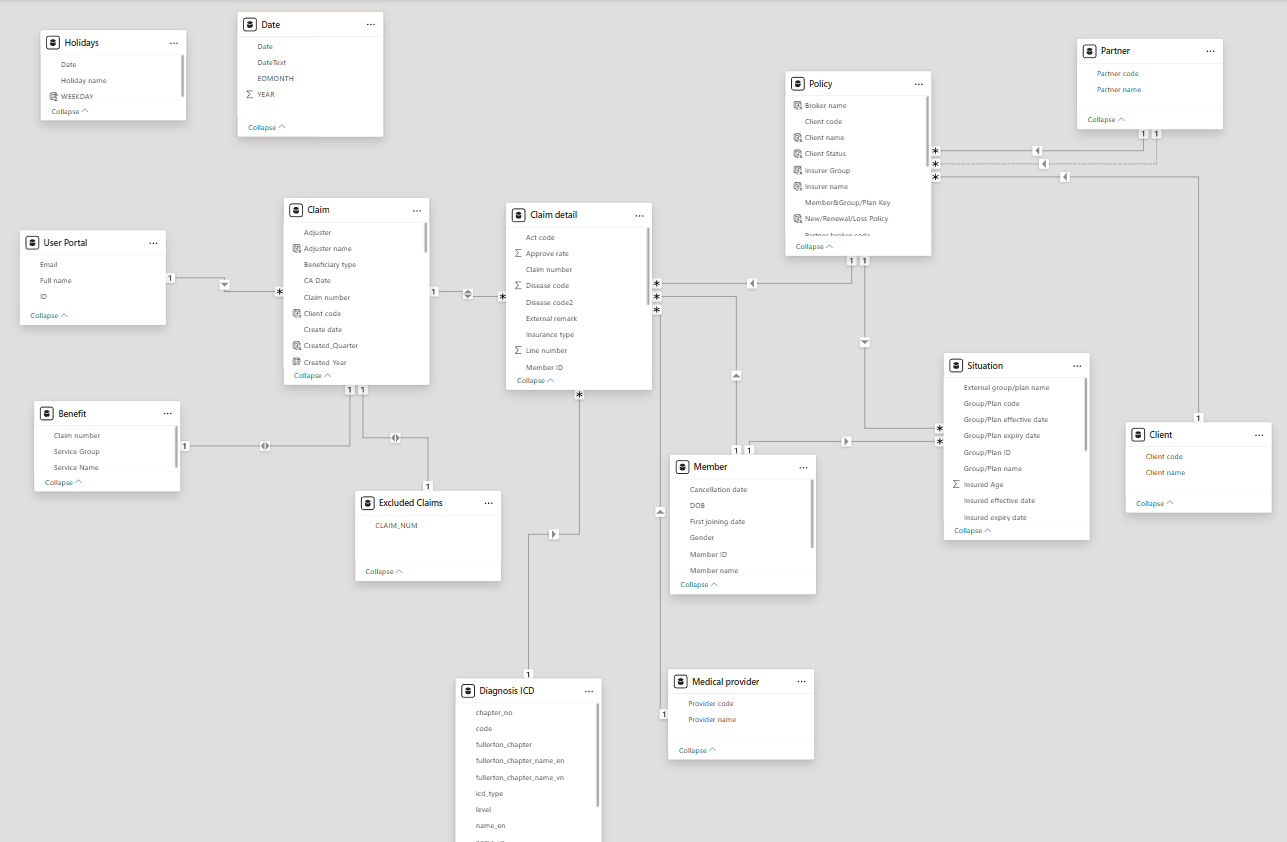 Holidays
Date
Holiday name
WEEKDAY
Collapse
Date
Date
DateText
EOMONTH
YEAR
Collapse
Policy
Broker name
Client code
Client name
Client Status
Insurer Group
Insurer name
Member&Group/Plan Key
New/Renewal/Loss Policy
Partner broker code
Collapse
Partner
Partner code
Partner name
Collapse
1 1
*
*
*
User Portal
Email
Full name
ID
Collapse
1
*
Claim
Adjuster
Adjuster name
Beneficiary type
CA Date
Claim number
Client code
Create date
Created_Quarter
Created_Year
Collapse
1
*
1 1
Claim detail
Act code
Approve rate
Claim number
Disease code
Disease code2
External remark
Insurance type
Line number
Member ID
Collapse
*
*
*
*
1 1
Situation
External group/plan name
Group/Plan code
Group/Plan effective date
Group/Plan expiry date
Group/Plan ID
Group/Plan name
Insured Age
Insured effective date
Insured expiry date
Collapse
*
*
1
Client
Client code
Client name
Collapse
Benefit
Claim number
Service Group
Service Name
Collapse
1
1
Excluded Claims
CLAIM_NUM
Collapse
1 1
Member
Cancellation date
DOB
First joining date
Gender
Member ID
Member name
Collapse
1
Diagnosis ICD
chapter_no
code
fullerton_chapter
fullerton_chapter_name_en
fullerton_chapter_name_vn
icd_type
level
name_en
1
Medical provider
Provider code
Provider name
Collapse